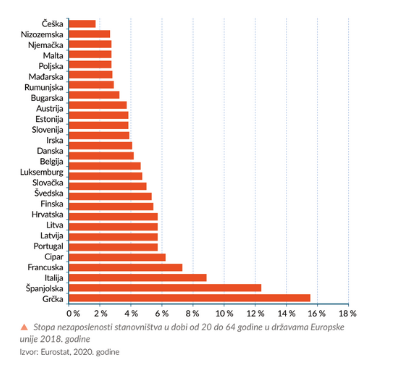 Češka
Nizozemska
Njemačka
Malta
Poljska
Mađarska
Rumunjska
Bugarska
Austrija
Estonija
Slovenija
Irska
Danska
Belgija
Luksemburg
Slovačka
Švedska
Finska
Hrvatska
Litva
Latvija
Portugal
Cipar
Francuska
Italija
Španjolska
Grčka
0 % 2 % 4 % 6 % 8 % 10 % 12 % 14 % 16 % 18 %
Stopa nezaposlenosti stanovništva u dobi od 20 do 64 godine u državama Europske
unije 2018. godine
Izvor: Eurostat, 2020. godine